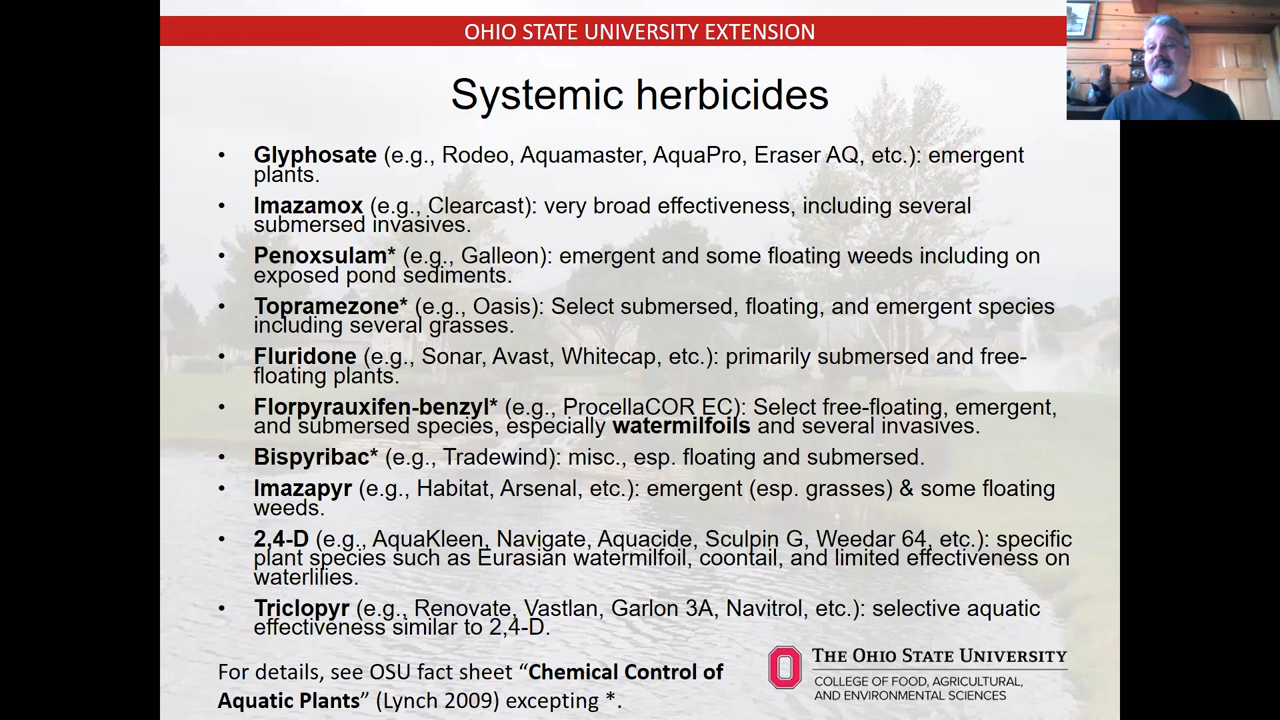 OHIO STATE UNIVERSITY EXTENSION
Systemic herbicides
• Glyphosate (e.g., Rodeo, Aquamaster, AquaPro, Eraser AQ, etc.): emergent
plants.
• Imazamox (e.g., Clearcast): very broad effectiveness, including several
submersed invasives.
• Penoxsulam* (e.g., Galleon): emergent and some floating weeds including on
exposed pond sediments.
• Topramezone* (e.g., Oasis): Select submersed, floating, and emergent species
including several grasses.
• Fluridone (e.g., Sonar, Avast, Whitecap, etc.): primarily submersed and free-
floating plants.
• Florpyrauxifen-benzyl* (e.g., ProcellaCOR EC): Select free-floating, emergent,
and submersed species, especially watermilfoils and several invasives.
• Bispyribac* (e.g., Tradewind): misc., esp. floating and submersed.
• Imazapyr (e.g., Habitat, Arsenal, etc.): emergent (esp. grasses) & some floating
weeds.
• 2,4-D (e.g., AquaKleen, Navigate, Aquacide, Sculpin G, Weedar 64, etc.): specific
plant species such as Eurasian watermilfoil, coontail, and limited effectiveness on
waterlilies.
• Triclopyr (e.g., Renovate, Vastlan, Garlon 3A, Navitrol, etc.): selective aquatic
effectiveness similar to 2,4-D.
For details, see OSU fact sheet “Chemical Control of
Aquatic Plants” (Lynch 2009) excepting *.
THE OHIO STATE UNIVERSITY
COLLEGE OF FOOD, AGRICULTURAL,
AND ENVIRONMENTAL SCIENCES